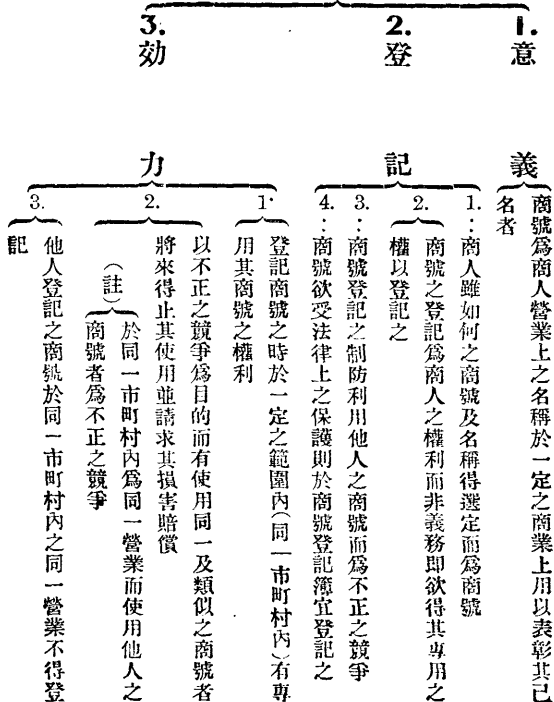 1.意義
商號爲商人營業上之名稱於一定之商業上用以表彰其己
名者
2.登記
1.:商人雖如何之商號及名稱得選定而爲商號
2.商號之登記爲商人之權利而非義務即欲得其專用之
權以登記之
3.:商號登記之制防利用他人之商號而爲不正之競爭
4.:商號欲受法律上之保護則於商號登記簿宜登記之
3.効力
1.登記商號之時於一定之範圍內(同一市町村內)有專
用其商號之權利
2.以不正之競爭爲目的而有使用同一及類似之商號者
將來得止其使用並請求其損害賠償
(註)於同一市町村內爲同一營業而使用他人之
商號者爲不正之競爭
3.他人登記之商號於同一市町村內之同一營業不得登
記